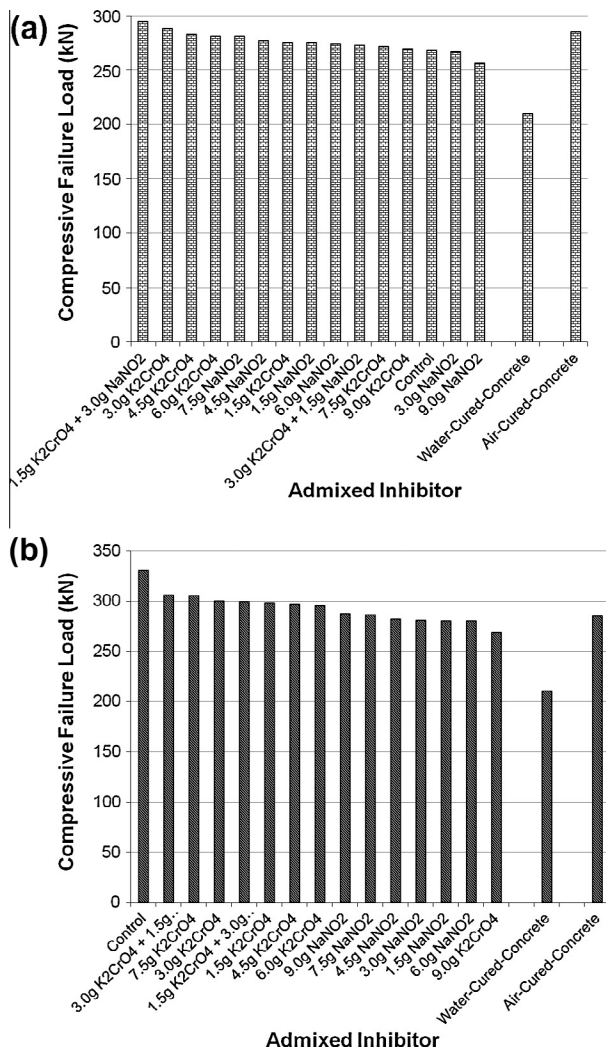 (a)
Compressive Failure Load (kN)
300
250
200
150
100
50
0
1.5g K2CrO4 + 3.0g NaNO2
3.0g K2CrO4
4.5g K2CrO4
6.0g K2CrO4
7.5g NaNO2
4.5g NaNO2
1.5g K2CrO4
1.5g NaNO2
6.0g NaNO2
3.0g K2CrO4 + 1.5g NaNO2
7.5g K2CrO4
9.0g K2CrO4
Control
3.0g NaNO2
9.0g NaNO2
Water-Cured-Concrete
Air-Cured-Concrete
Admixed Inhibitor
(b)
Compressive Failure Load (kN)
350
300
250
200
150
100
50
0
Control
3.0g K2CrO4 + 1.5g..
7.5g K2CrO4
3.0g K2CrO4
1.5g K2CrO4 + 3.0g..
1.5g K2CrO4
4.5g K2CrO4
6.0g K2CrO4
9.0g NaNO2
7.5g NaNO2
4.5g NaNO2
3.0g NaNO2
1.5g NaNO2
6.0g NaNO2
9.0g K2CrO4
Water-Cured-Concrete
Air-Cured-Concrete
Admixed Inhibitor